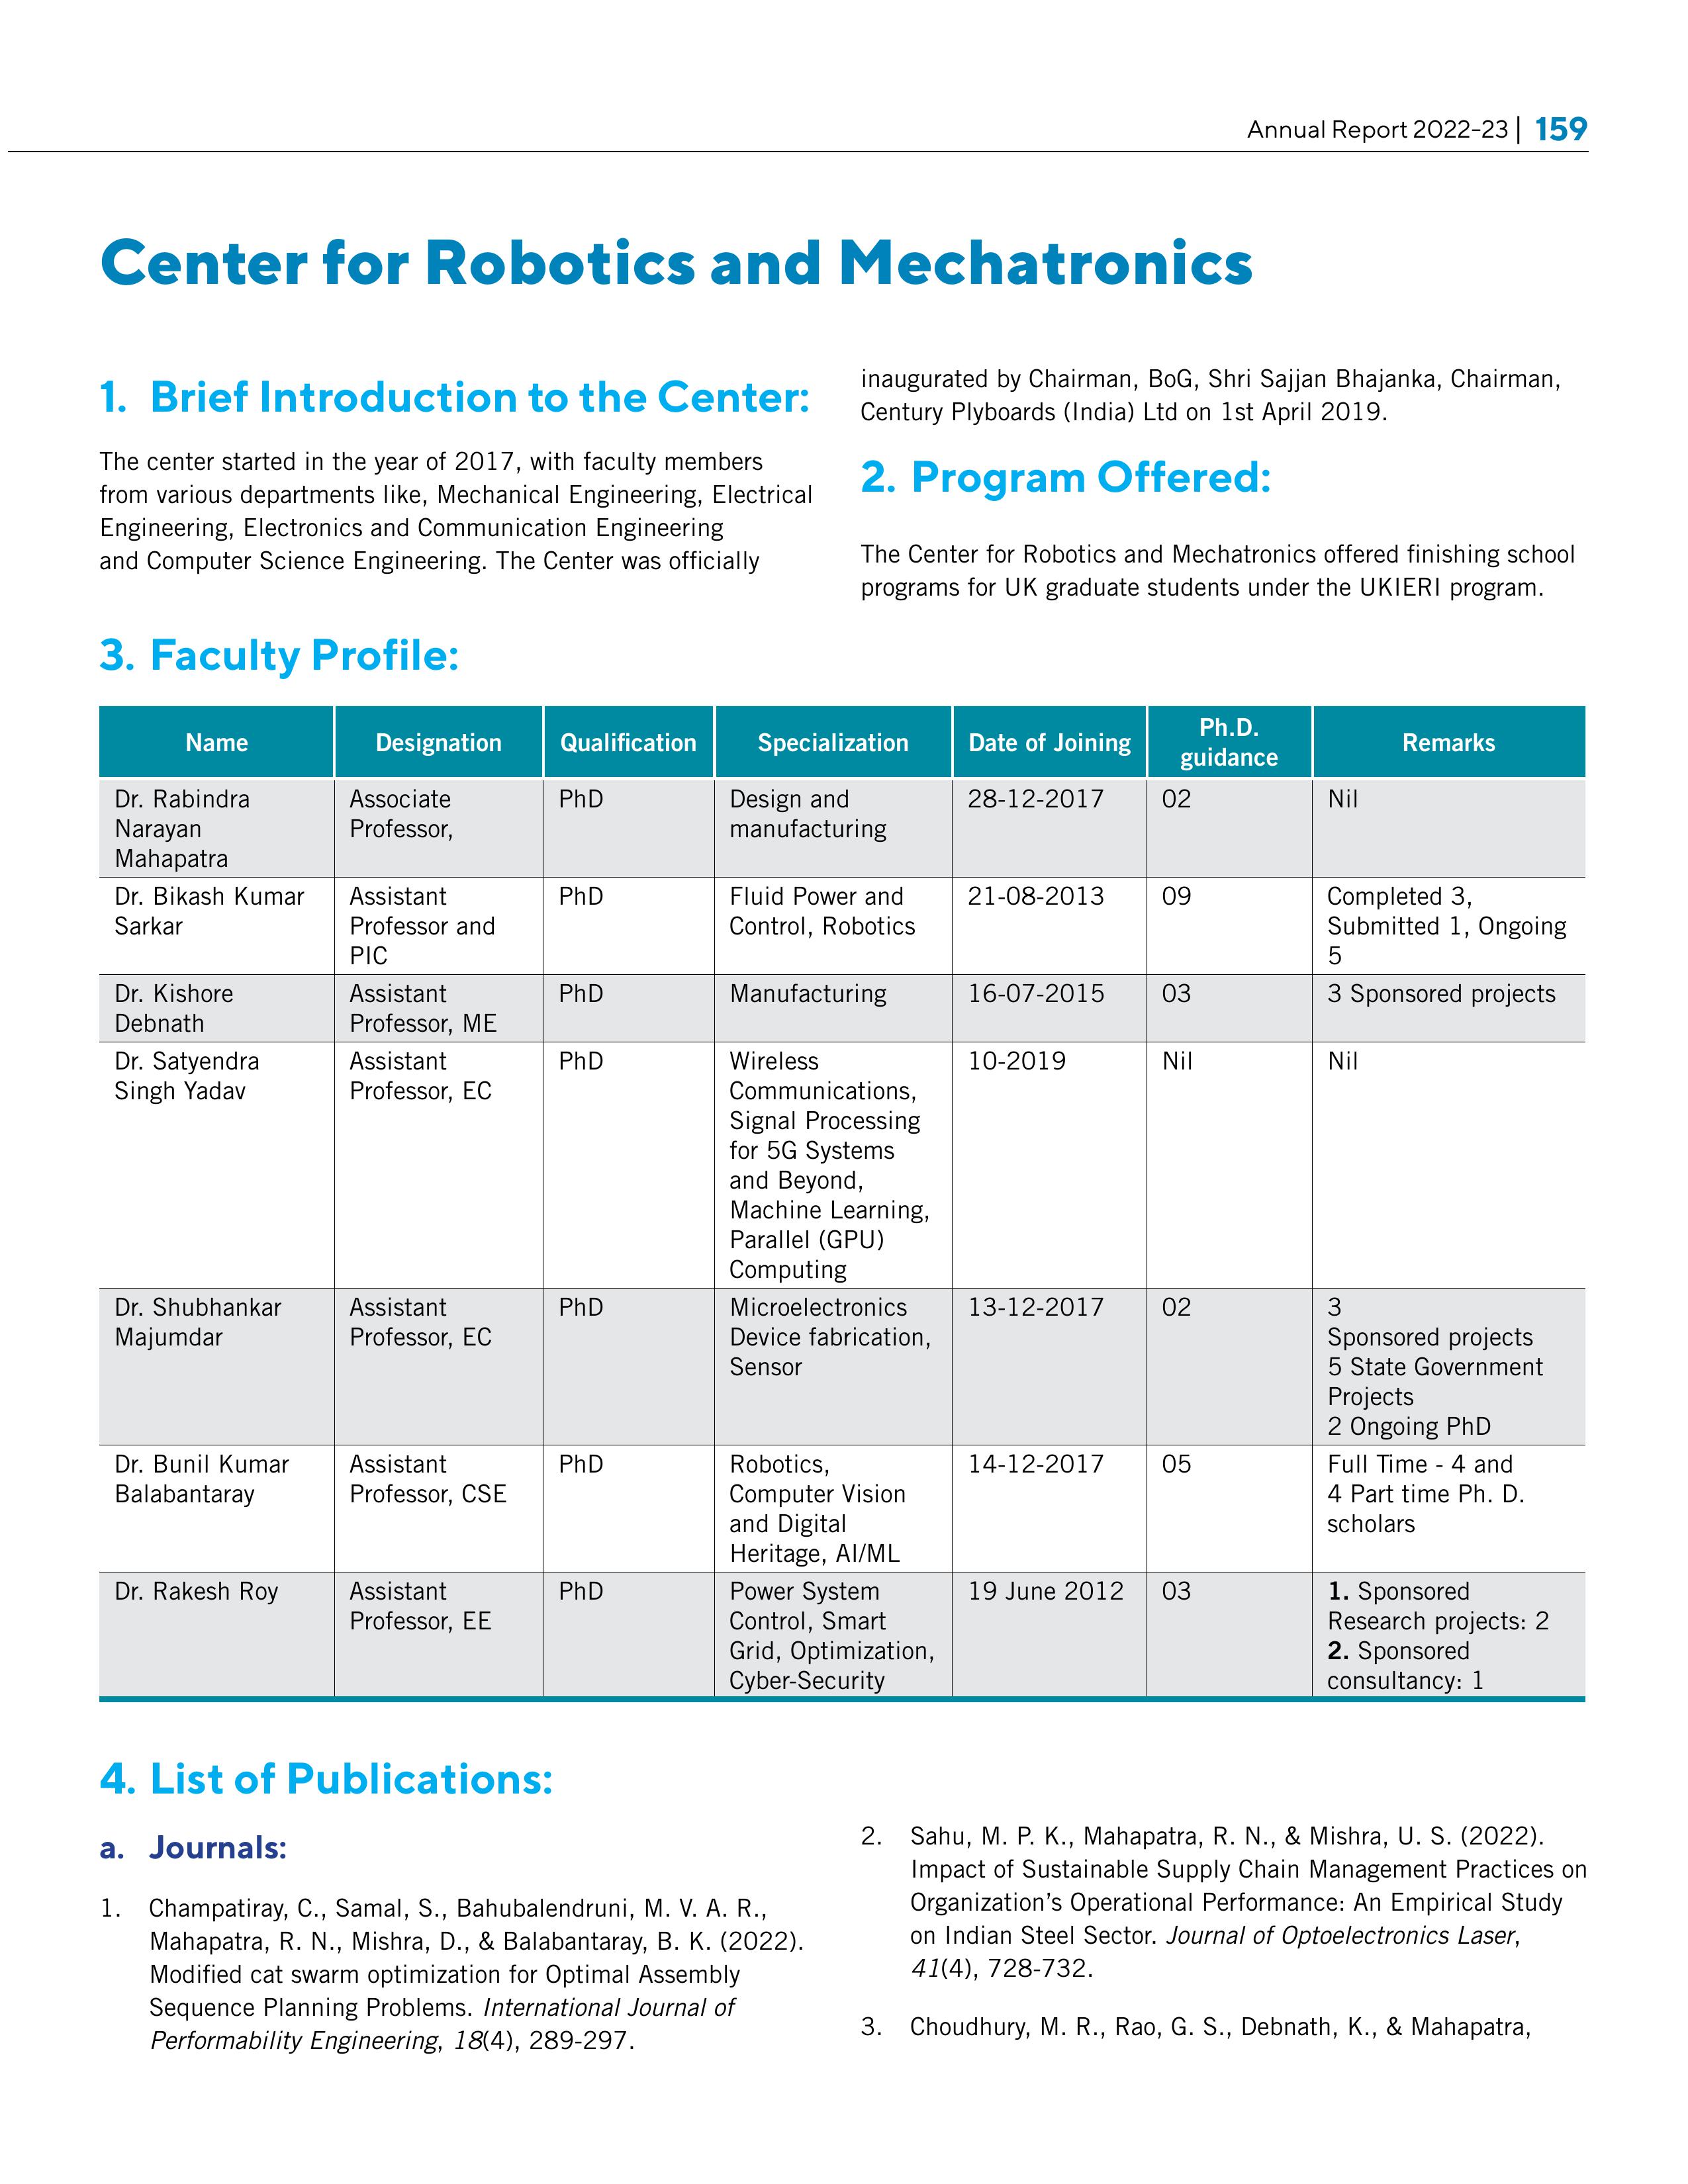 Annual Report 2022-23 | 159
Center for Robotics and Mechatronics
1. Brief Introduction to the Center:
The center started in the year of 2017, with faculty members
from various departments like, Mechanical Engineering, Electrical
Engineering, Electronics and Communication Engineering
and Computer Science Engineering. The Center was officially
inaugurated by Chairman, BoG, Shri Sajjan Bhajanka, Chairman,
Century Plyboards (India) Ltd on 1st April 2019.
2. Program Offered:
The Center for Robotics and Mechatronics offered finishing school
programs for UK graduate students under the UKIERI program.
3. Faculty Profile:
Name
Designation
Qualification
Specialization
Date of Joining
Ph.D.
guidance
Remarks
Dr. Rabindra
Narayan
Mahapatra
Associate
Professor,
PhD
Design and
manufacturing
28-12-2017
02
Nil
Dr. Bikash Kumar
Sarkar
Assistant
Professor and
PIC
PhD
Fluid Power and
Control, Robotics
21-08-2013
09
Completed 3,
Submitted 1, Ongoing
5
Dr. Kishore
Debnath
Assistant
Professor, ME
PhD
Manufacturing
16-07-2015
03
3 Sponsored projects
Dr. Satyendra
Singh Yadav
Assistant
Professor, EC
PhD
Wireless
Communications,
Signal Processing
for 5G Systems
and Beyond,
Machine Learning,
Parallel (GPU)
Computing
10-2019
Nil
Nil
Dr. Shubhankar
Majumdar
Assistant
Professor, EC
PhD
Microelectronics
Device fabrication,
Sensor
13-12-2017
02
3
Sponsored projects
5 State Government
Projects
2 Ongoing PhD
Dr. Bunil Kumar
Balabantaray
Assistant
Professor, CSE
PhD
Robotics,
Computer Vision
and Digital
Heritage, AI/ML
14-12-2017
05
Full Time - 4 and
4 Part time Ph. D.
scholars
Dr. Rakesh Roy
Assistant
Professor, EE
PhD
Power System
Control, Smart
Grid, Optimization,
Cyber-Security
19 June 2012
03
1. Sponsored
Research projects: 2
2. Sponsored
consultancy: 1
4. List of Publications:
a. Journals:
1. Champatiray, C., Samal, S., Bahubalendruni, M. V. A. R.,
Mahapatra, R. N., Mishra, D., & Balabantaray, B. K. (2022).
Modified cat swarm optimization for Optimal Assembly
Sequence Planning Problems. International Journal of
Performability Engineering, 18(4), 289-297.
2. Sahu, M. P. K., Mahapatra, R. N., & Mishra, U. S. (2022).
Impact of Sustainable Supply Chain Management Practices on
Organization’s Operational Performance: An Empirical Study
on Indian Steel Sector. Journal of Optoelectronics Laser,
41(4), 728-732.
3. Choudhury, M. R., Rao, G. S., Debnath, K., & Mahapatra,